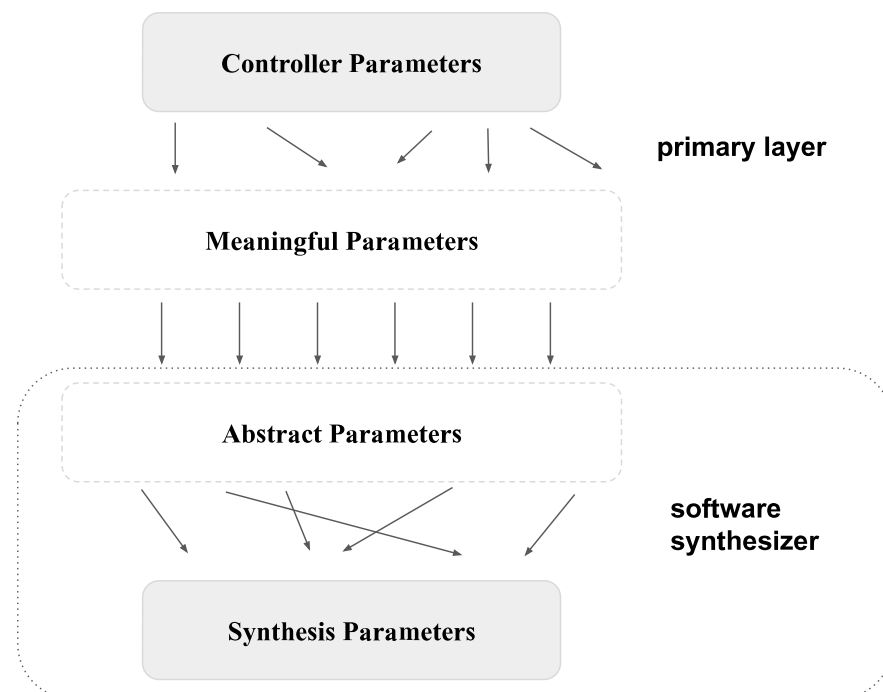 Controller Parameters
primary layer
Meaningful Parameters
Abstract Parameters
software
synthesizer
Synthesis Parameters